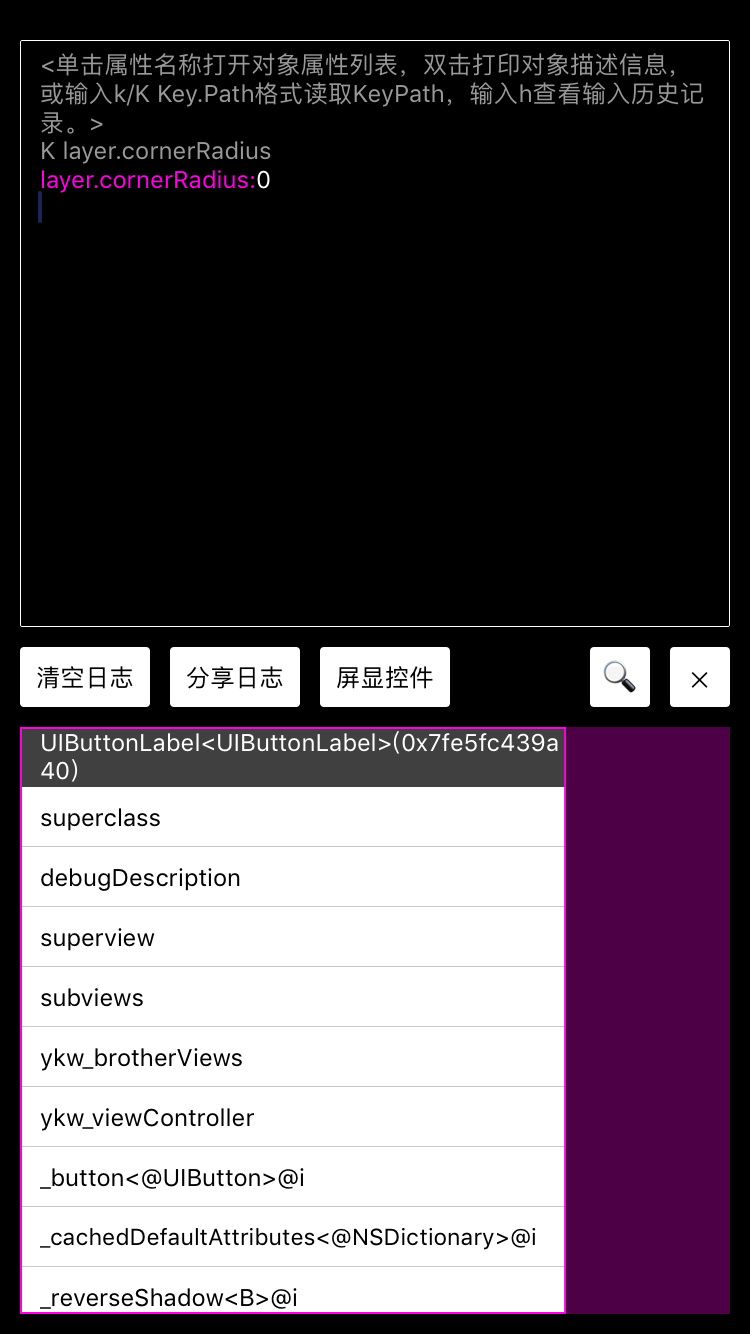 <单击属性名称打开对象属性列表，双击打印对象描述信息，
或输入k/K Key.Path格式读取KeyPath，输入h查看输入历史记
录。>
K layer.cornerRadius
layer.cornerRadius:0
清空日志 分享日志 屏显控件 ×
UIButtonLabel<UIButtonLabel>(0x7fe5fc439a
40)
superclass
debugDescription
superview
subviews
ykw_brotherViews
ykw_viewController
_button<@UIButton>@i
_cachedDefaultAttributes<@NSDictionary>@i
_reverseShadow<B>@i